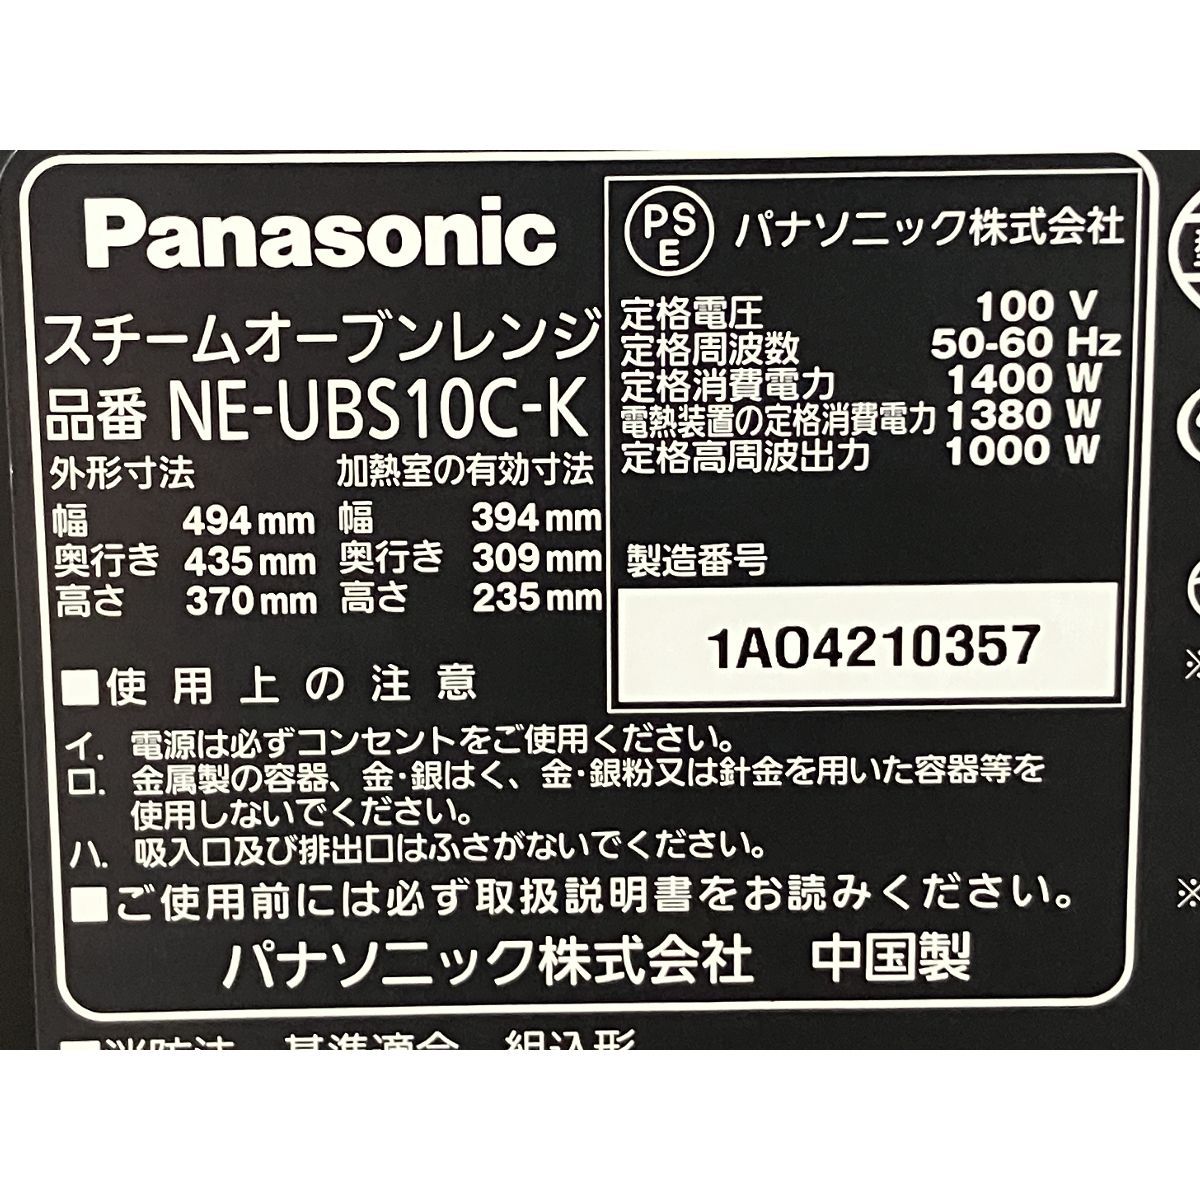 Panasonic
スチームオーブンレンジ
品番 NE-UBS10C-K
外形寸法 加熱室の有効寸法
幅 494mm 幅 394mm
奥行き 435mm 奥行き 309mm
高さ 370mm 高さ 235mm
PS
E
パナソニック株式会社
定格電圧 100 V
定格周波数 50-60 Hz
定格消費電力 1400 W
電熱装置の定格消費電力 1380 W
定格高周波出力 1000 W
製造番号
1A04210357
■使用上の注意
イ. 電源は必ずコンセントをご使用ください。
ロ. 金属製の容器、金・銀はく、金・銀粉又は針金を用いた容器等を
使用しないでください。
ハ. 吸入口及び排出口はふさがないでください。
■ご使用前には必ず取扱説明書をお読みください。
パナソニック株式会社 中国製
■消防法 基準適合 組込形
※
※